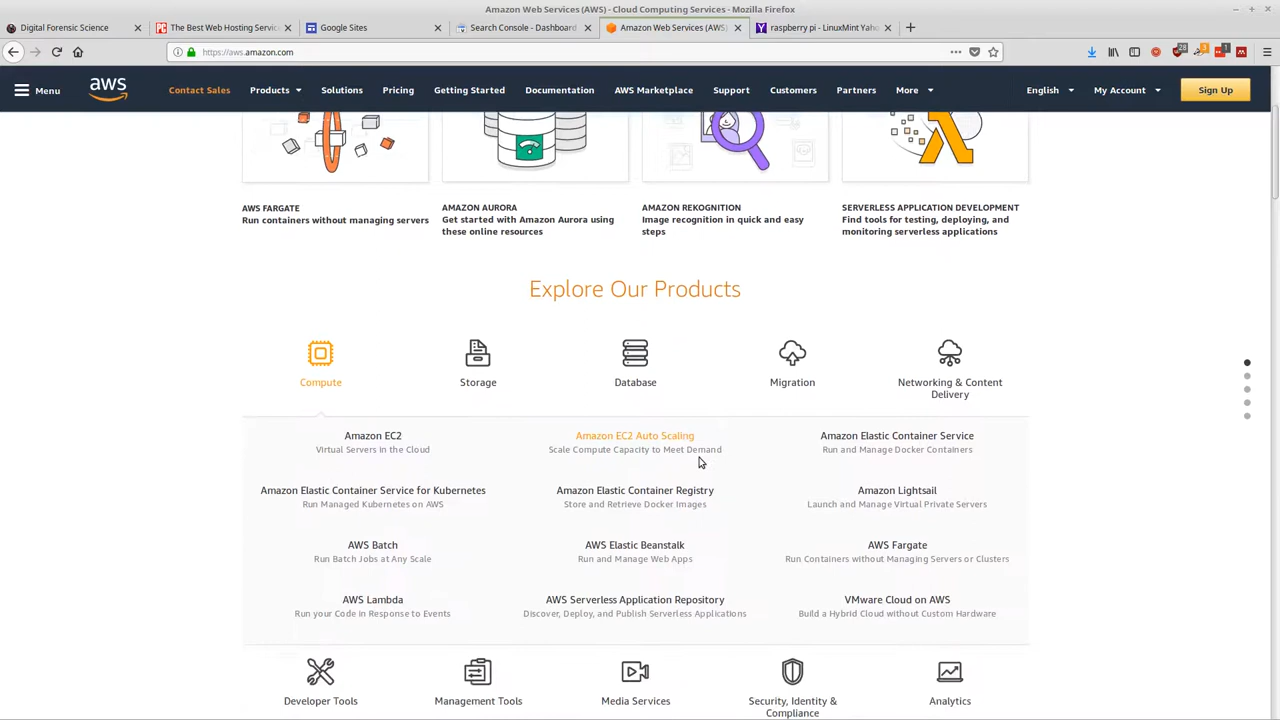 Amazon Web Services (AWS) - Cloud Computing Services - Mozilla Firefox
Digital Forensic Science
The Best Web Hosting Servic
Google Sites
Search Console - Dashboard
Amazon Web Services (AWS)
raspberry pi - LinuxMint Yaho
https://aws.amazon.com
28
3
1
Menu
aws
Contact Sales
Products
Solutions
Pricing
Getting Started
Documentation
AWS Marketplace
Support
Customers
Partners
More
English
My Account
Sign Up
AWS FARGATE
Run containers without managing servers
AMAZON AURORA
Get started with Amazon Aurora using
these online resources
AMAZON REKOGNITION
Image recognition in quick and easy
steps
SERVERLESS APPLICATION DEVELOPMENT
Find tools for testing, deploying, and
monitoring serverless applications
Explore Our Products
Compute
Storage
Database
Migration
Networking & Content
Delivery
Amazon EC2
Virtual Servers in the Cloud
Amazon EC2 Auto Scaling
Scale Compute Capacity to Meet Demand
Amazon Elastic Container Service
Run and Manage Docker Containers
Amazon Elastic Container Service for Kubernetes
Run Managed Kubernetes on AWS
Amazon Elastic Container Registry
Store and Retrieve Docker Images
Amazon Lightsail
Launch and Manage Virtual Private Servers
AWS Batch
Run Batch Jobs at Any Scale
AWS Elastic Beanstalk
Run and Manage Web Apps
AWS Fargate
Run Containers without Managing Servers or Clusters
AWS Lambda
Run your Code in Response to Events
AWS Serverless Application Repository
Discover, Deploy, and Publish Serverless Applications
VMware Cloud on AWS
Build a Hybrid Cloud without Custom Hardware
Developer Tools
Management Tools
Media Services
Security, Identity &
Compliance
Analytics